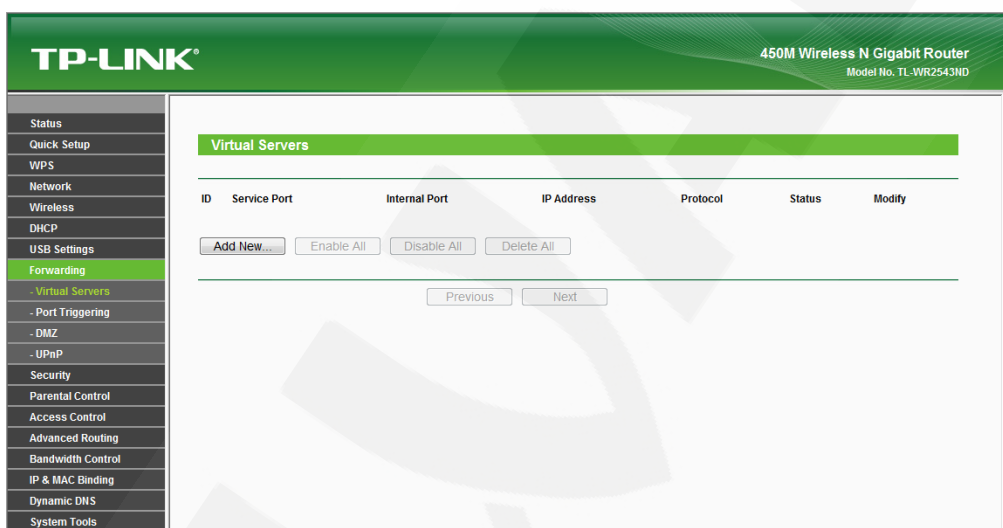 TP-LINK®
450M Wireless N Gigabit Router
Model No. TL-WR2543ND
Status
Quick Setup
WPS
Network
Wireless
DHCP
USB Settings
Forwarding
- Virtual Servers
- Port Triggering
- DMZ
- UPnP
Security
Parental Control
Access Control
Advanced Routing
Bandwidth Control
IP & MAC Binding
Dynamic DNS
System Tools
Virtual Servers
ID Service Port Internal Port IP Address Protocol Status Modify
Add New... Enable All Disable All Delete All
Previous Next